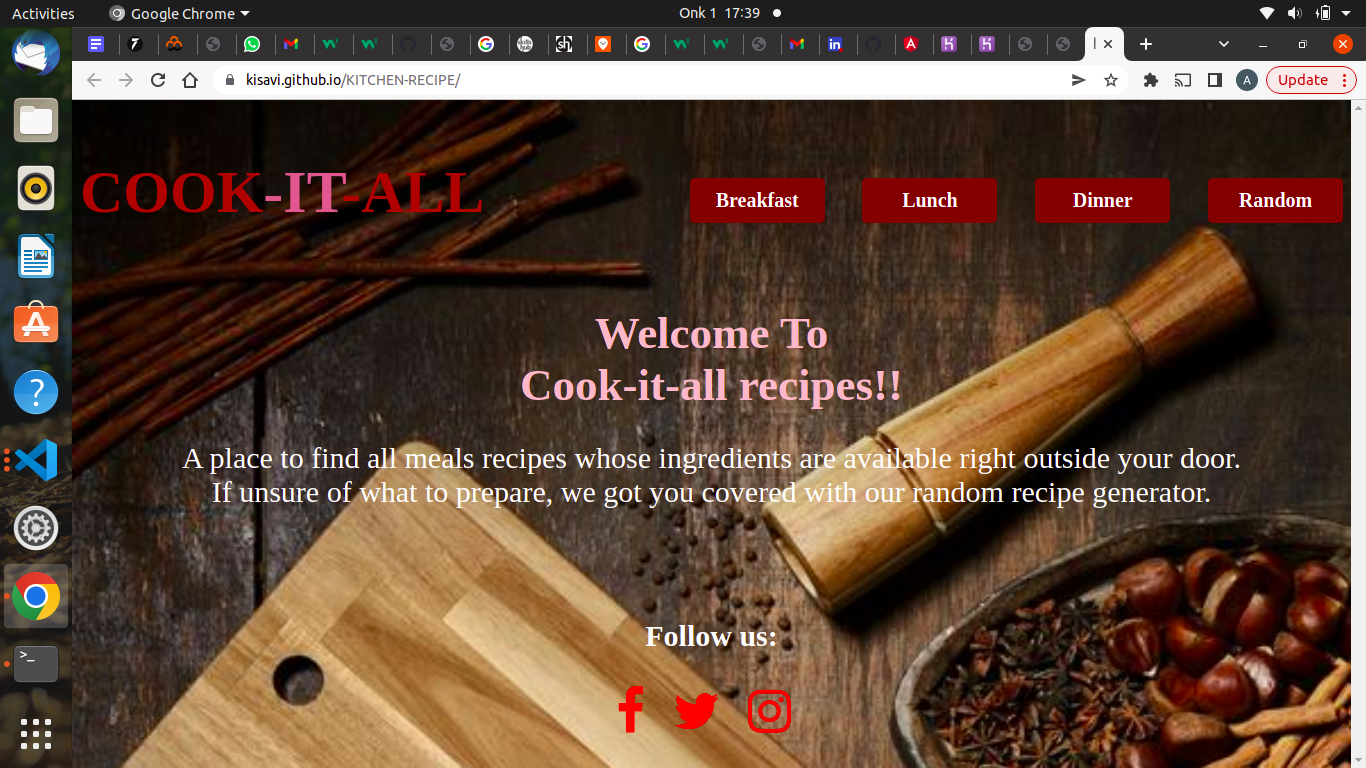 Activities
Google Chrome
Onk 1 17:39
kisavi.github.io/KITCHEN-RECIPE/
A
Update
COOK-IT-ALL
Breakfast
Lunch
Dinner
Random
Welcome To
Cook-it-all recipes!!
A place to find all meals recipes whose ingredients are available right outside your door.
If unsure of what to prepare, we got you covered with our random recipe generator.
Follow us: